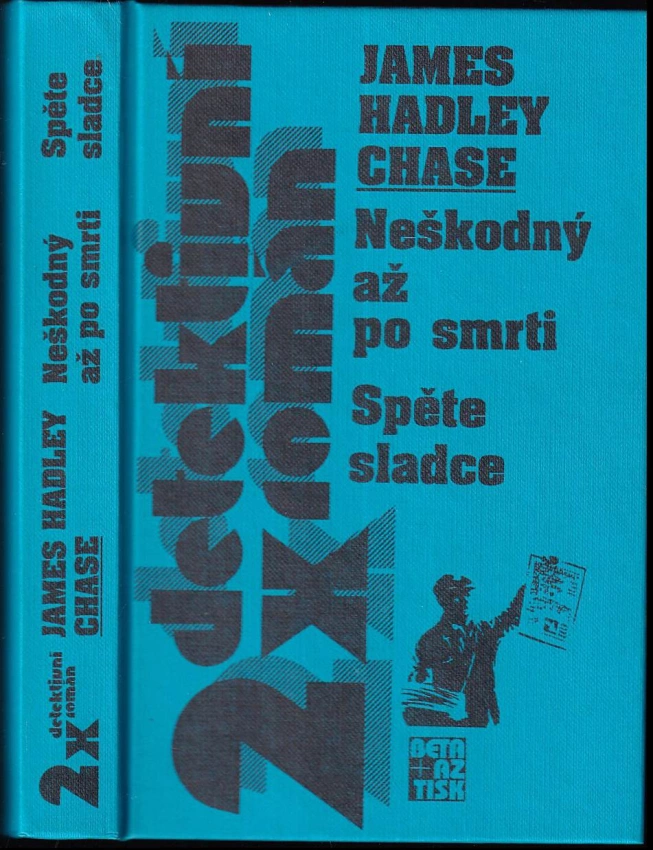 Spěte
sladce
Neškodný
až po smrti
JAMES HADLEY
CHASE
detektivní
román
2x
2x
detektivní
román
JAMES
HADLEY
CHASE
Neškodný
až
po smrti
Spěte
sladce
BETA
+AZ
TISK